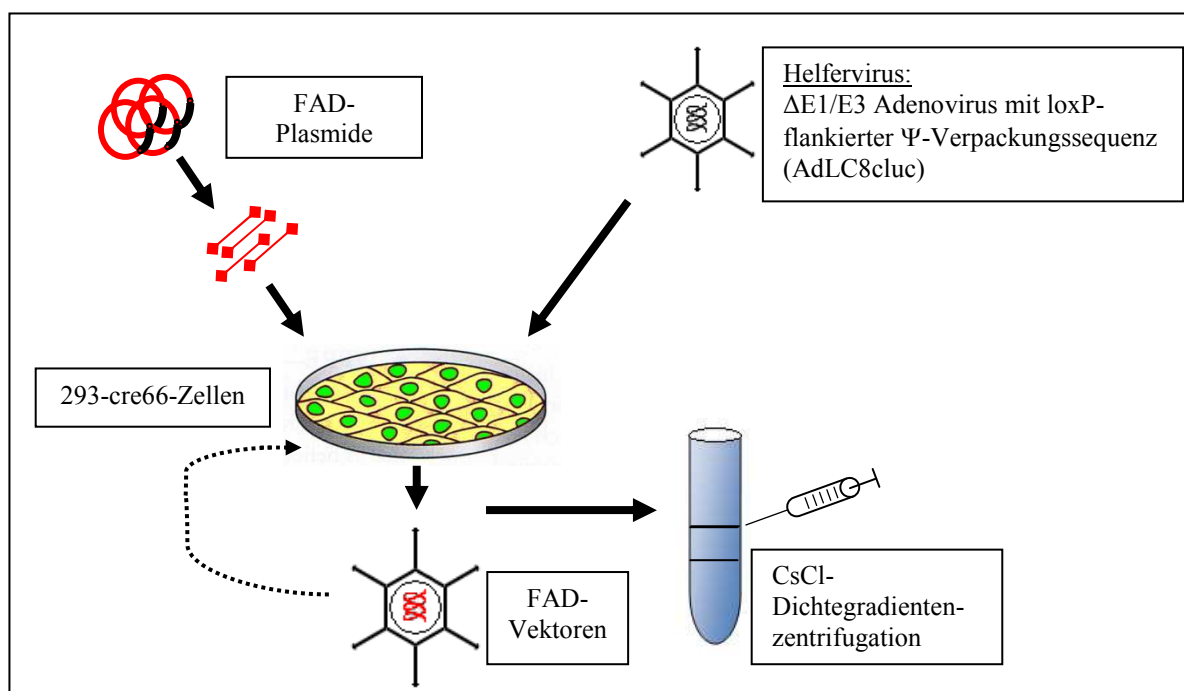 FAD-
Plasmide
Helfervirus:
ΔE1/E3 Adenovirus mit loxP-
flankierter Ψ-Verpackungssequenz
(AdLC8cluc)
293-cre66-Zellen
FAD-
Vektoren
CsCl-
Dichtegradienten-
zentrifugation